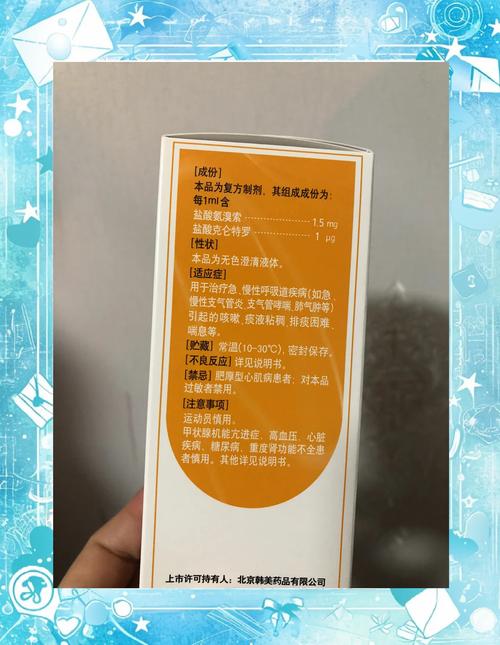 [成份]
本品为复方制剂，其组成成份为：
每1ml含
盐酸氨溴索 ........................ 1.5 mg
盐酸克仑特罗 ..................... 1 μg
[性状]
本品为无色澄清液体。
[适应症]
用于治疗急、慢性呼吸道疾病(如急、
慢性支气管炎、支气管哮喘、肺气肿等)
引起的咳嗽、痰液粘稠、排痰困难、
喘息等。
[贮藏] 常温(10-30℃)，密封保存。
[不良反应] 详见说明书。
[禁忌] 肥厚型心肌病患者，对本品
过敏者禁用。
[注意事项]
运动员慎用。
甲状腺机能亢进症、高血压、心脏
疾病、糖尿病、重度肾功能不全患
者慎用。其他详见说明书。
上市许可持有人：北京韩美药品有限公司